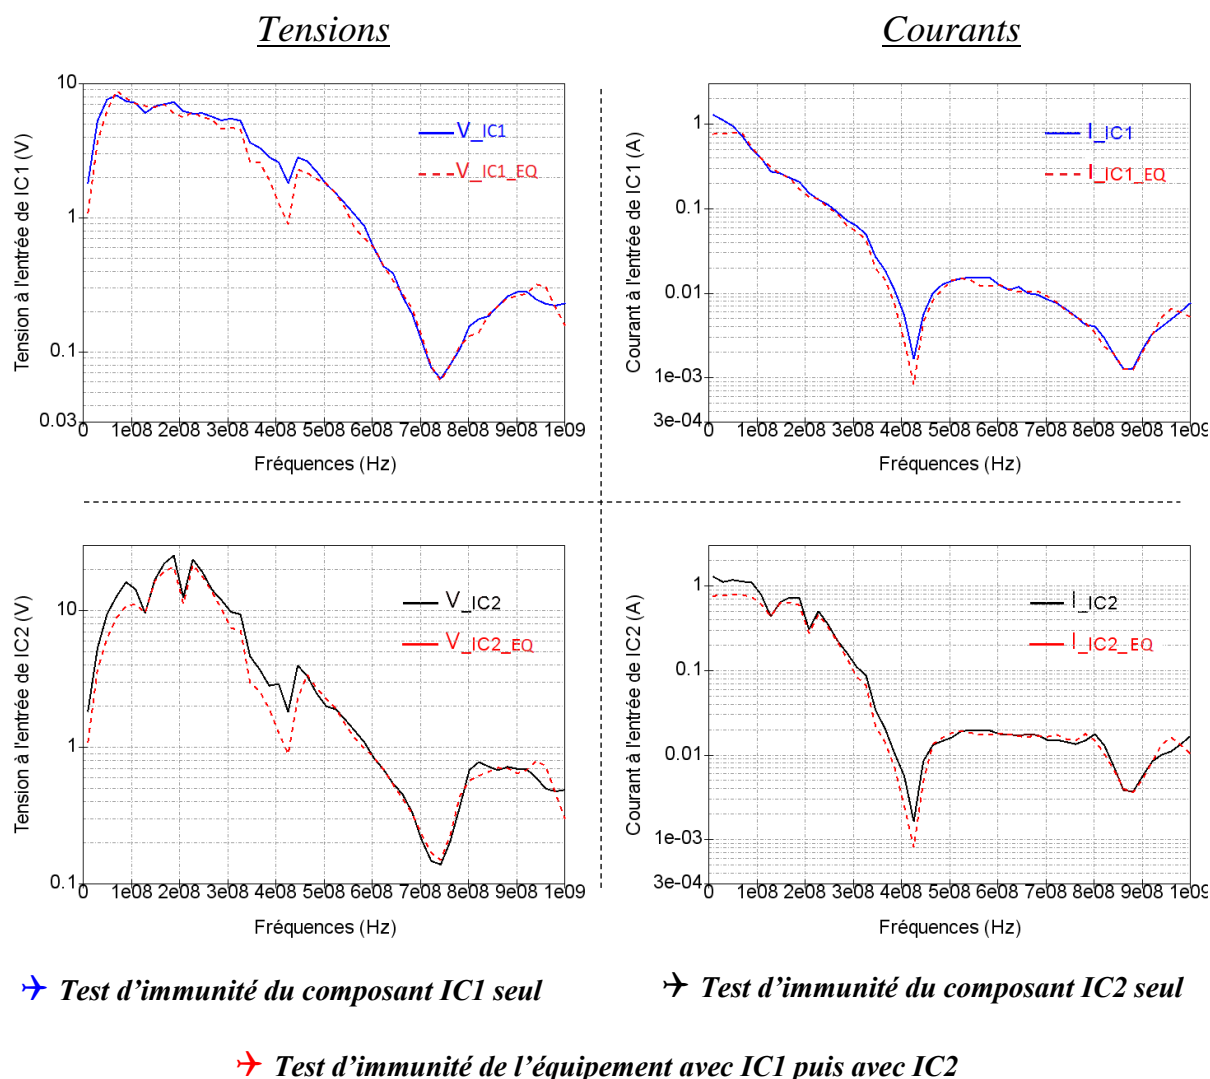 Tensions
Courants
Tension à l'entrée de IC1 (V)
10
1
0.1
0.03
V_IC1
V_IC1_EQ
0 1e08 2e08 3e08 4e08 5e08 6e08 7e08 8e08 9e08 1e09
Fréquences (Hz)
Courant à l'entrée de IC1 (A)
1
0.1
0.01
1e-03
3e-04
I_IC1
I_IC1_EQ
0 1e08 2e08 3e08 4e08 5e08 6e08 7e08 8e08 9e08 1e09
Fréquences (Hz)
Tension à l'entrée de IC2 (V)
10
1
0.1
V_IC2
V_IC2_EQ
0 1e08 2e08 3e08 4e08 5e08 6e08 7e08 8e08 9e08 1e09
Fréquences (Hz)
Courant à l'entrée de IC2 (A)
1
0.1
0.01
1e-03
3e-04
I_IC2
I_IC2_EQ
0 1e08 2e08 3e08 4e08 5e08 6e08 7e08 8e08 9e08 1e09
Fréquences (Hz)
Test d’immunité du composant IC1 seul
Test d’immunité du composant IC2 seul
Test d’immunité de l’équipement avec IC1 puis avec IC2